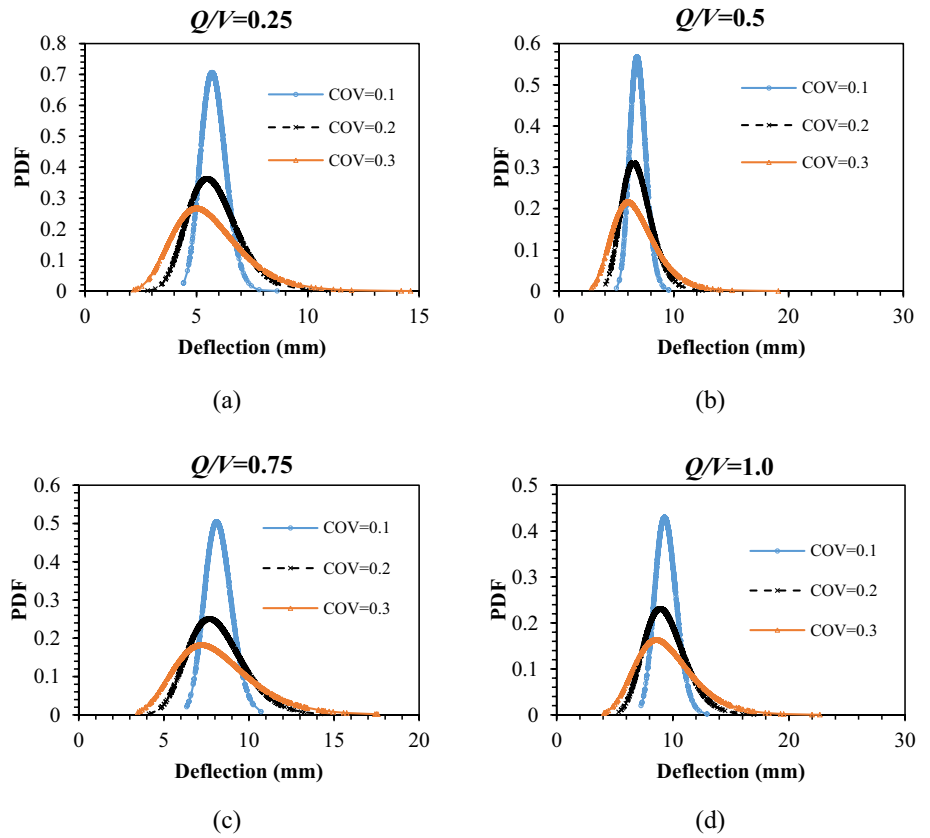 Q/V=0.25
0.8
0.7
0.6
0.5
0.4
0.3
0.2
0.1
0
PDF
COV=0.1
COV=0.2
COV=0.3
0 5 10 15
Deflection (mm)
(a)
Q/V=0.5
0.6
0.5
0.4
0.3
0.2
0.1
0
PDF
COV=0.1
COV=0.2
COV=0.3
0 10 20 30
Deflection (mm)
(b)
Q/V=0.75
0.6
0.5
0.4
0.3
0.2
0.1
0
PDF
COV=0.1
COV=0.2
COV=0.3
0 5 10 15 20
Deflection (mm)
(c)
Q/V=1.0
0.5
0.4
0.3
0.2
0.1
0
PDF
COV=0.1
COV=0.2
COV=0.3
0 10 20 30
Deflection (mm)
(d)